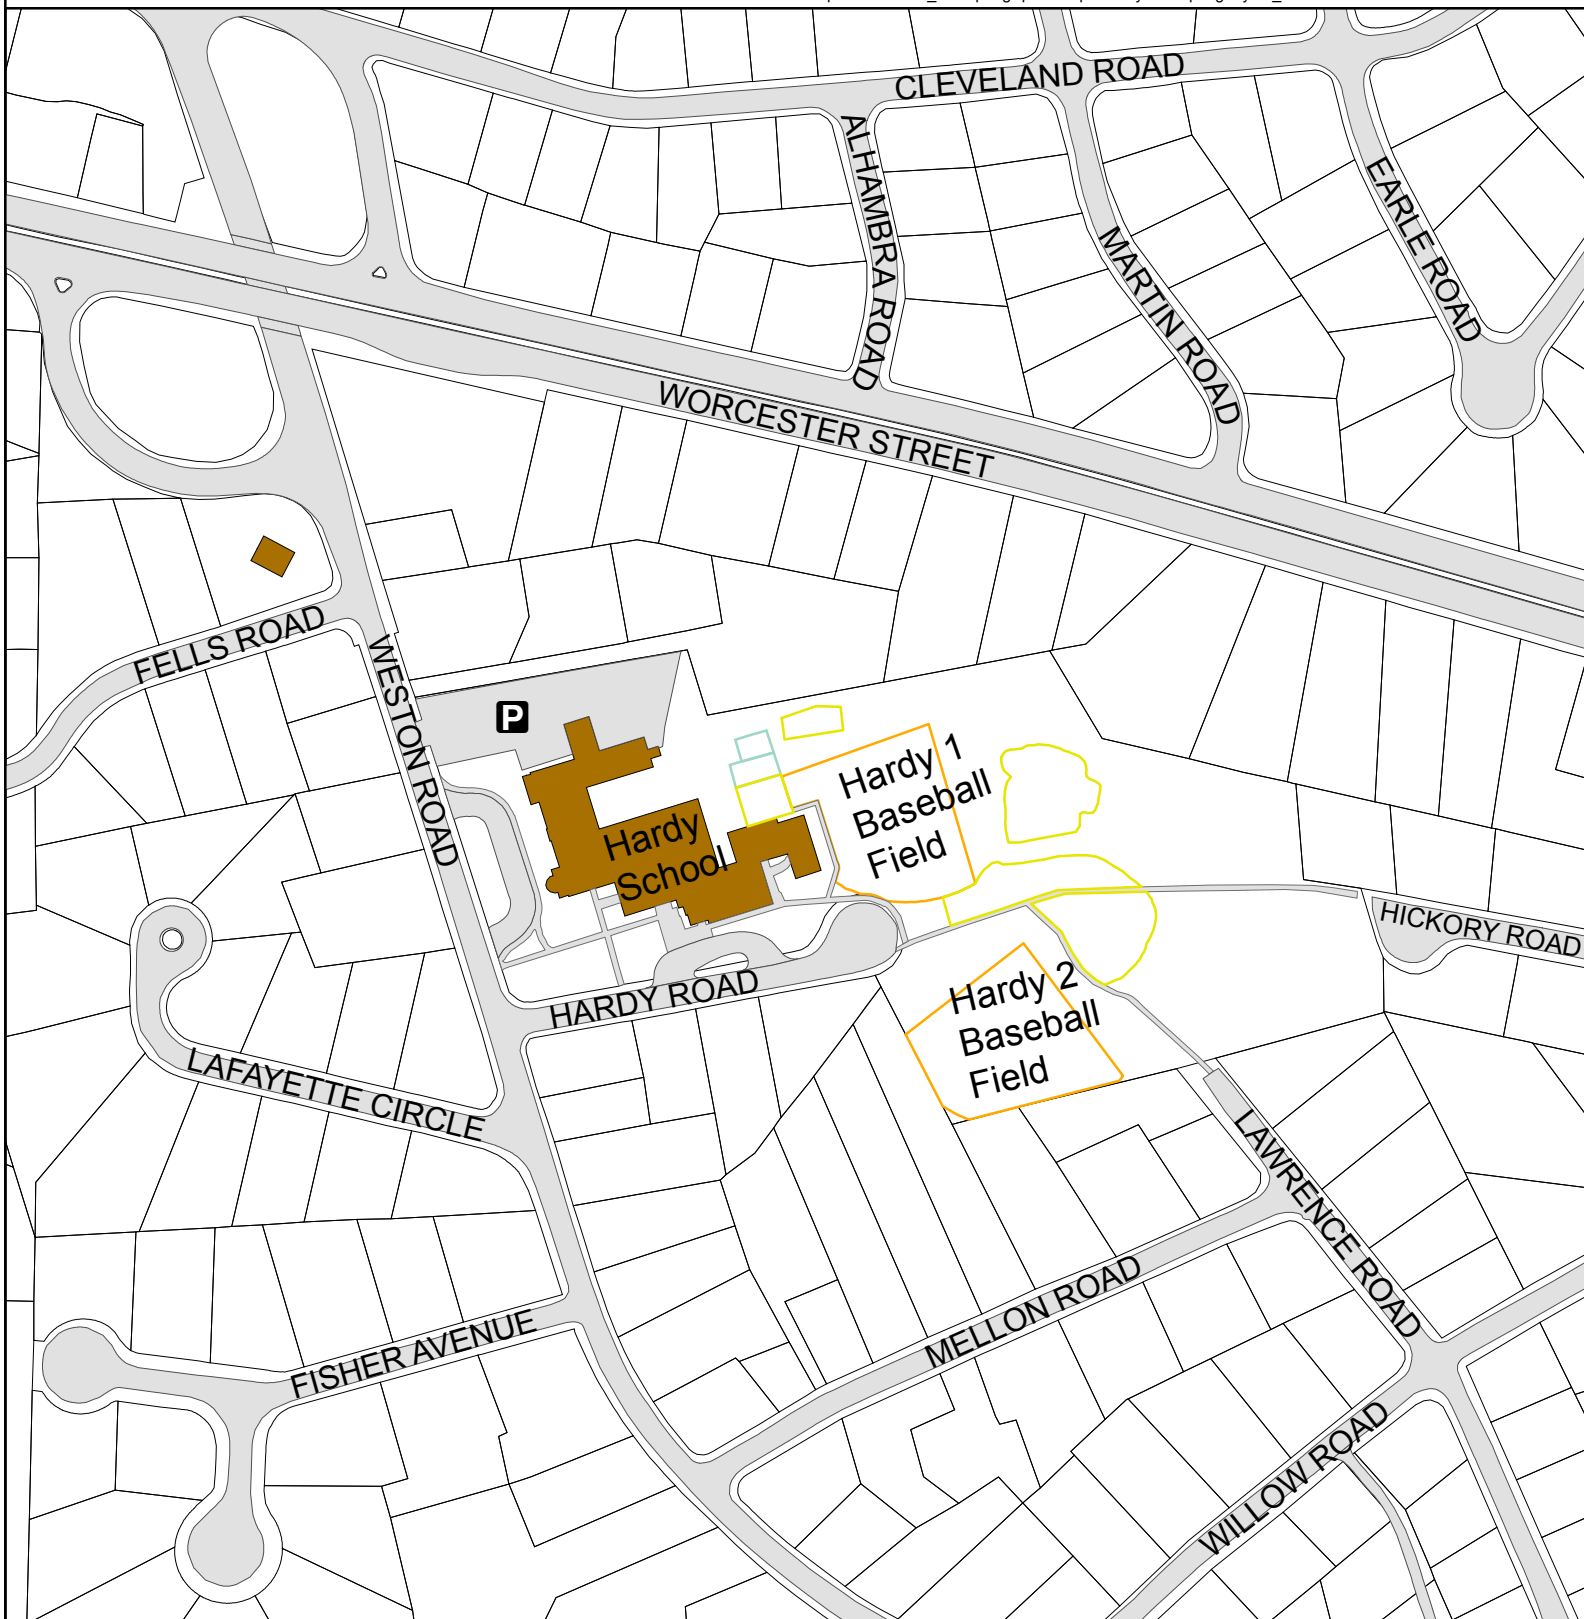 CLEVELAND ROAD
ALHAMBRA ROAD
EARLE ROAD
MARTIN ROAD
WORCESTER STREET
FELLS ROAD
WESTON ROAD
P
Hardy 1
Baseball
Field
Hardy
School
HICKORY ROAD
Hardy 2
Baseball
Field
HARDY ROAD
LAFAYETTE CIRCLE
LAWRENCE ROAD
MELLON ROAD
FISHER AVENUE
WILLOW ROAD